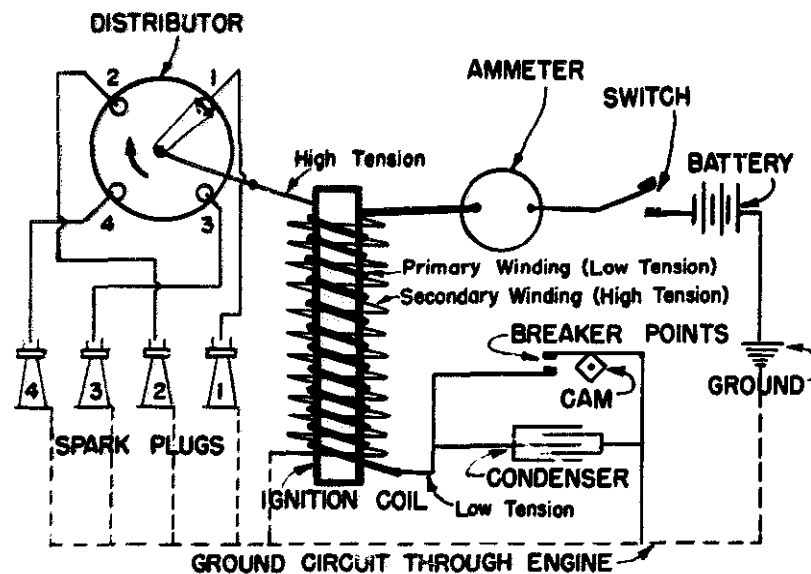 DISTRIBUTOR
2
1
4
3
AMMETER
SWITCH
BATTERY
High Tension
Primary Winding (Low Tension)
Secondary Winding (High Tension)
BREAKER POINTS
CAM
GROUND
4
3
2
1
SPARK PLUGS
CONDENSER
IGNITION COIL
Low Tension
GROUND CIRCUIT THROUGH ENGINE